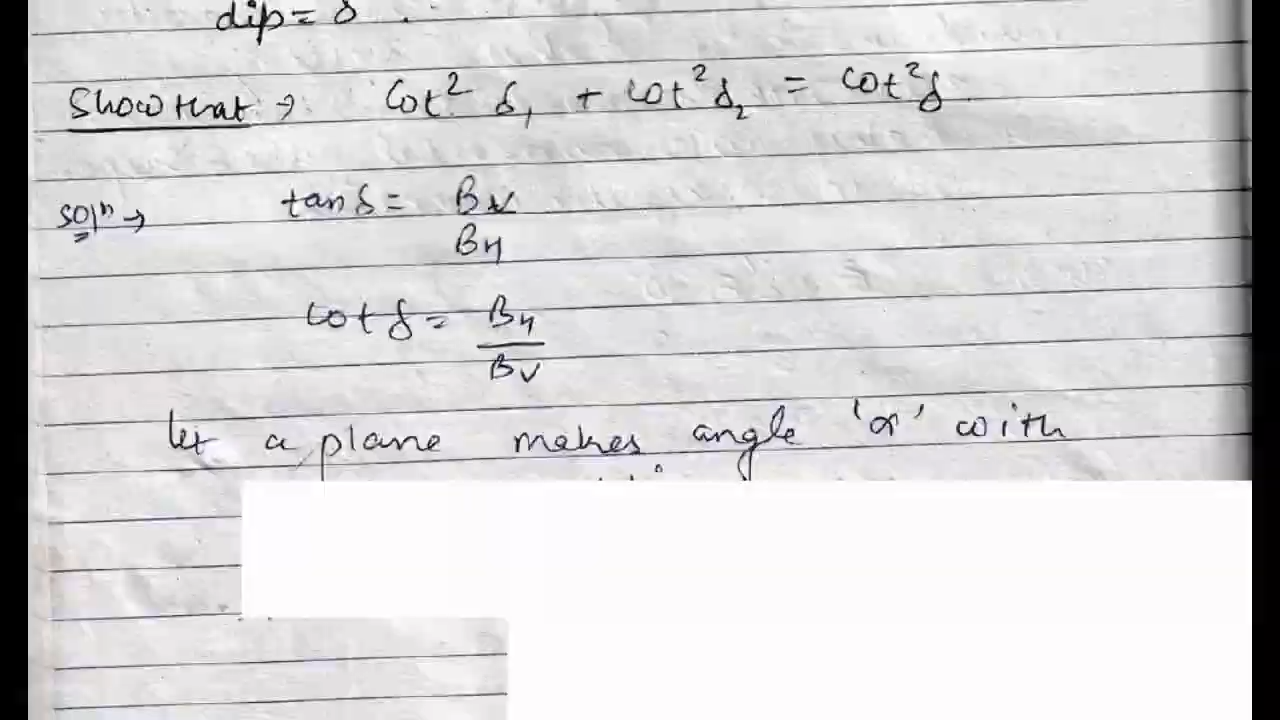 dip = δ .
Show that → Cot² δ₁ + Cot² δ₂ = Cot² δ
Solⁿ → tan δ = Bv
BH
Cot δ = BH
Bv
let a plane makes angle 'α' with